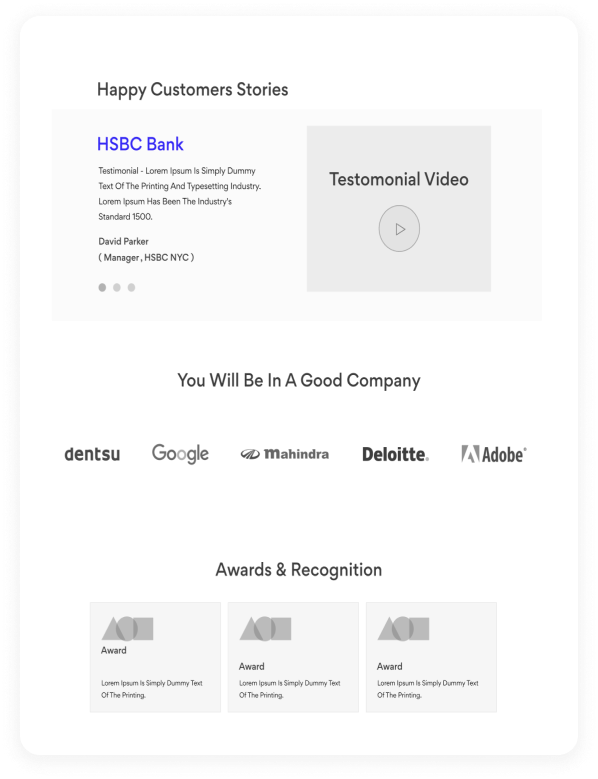 Happy Customers Stories
HSBC Bank
Testimonial - Lorem Ipsum Is Simply Dummy
Text Of The Printing And Typesetting Industry.
Lorem Ipsum Has Been The Industry's
Standard 1500.
David Parker
( Manager , HSBC NYC )
Testomonial Video
You Will Be In A Good Company
dentsu
Google
mahindra
Deloitte.
Adobe®
Awards & Recognition
Award
Lorem Ipsum Is Simply Dummy Text
Of The Printing.
Award
Lorem Ipsum Is Simply Dummy Text
Of The Printing.
Award
Lorem Ipsum Is Simply Dummy Text
Of The Printing.